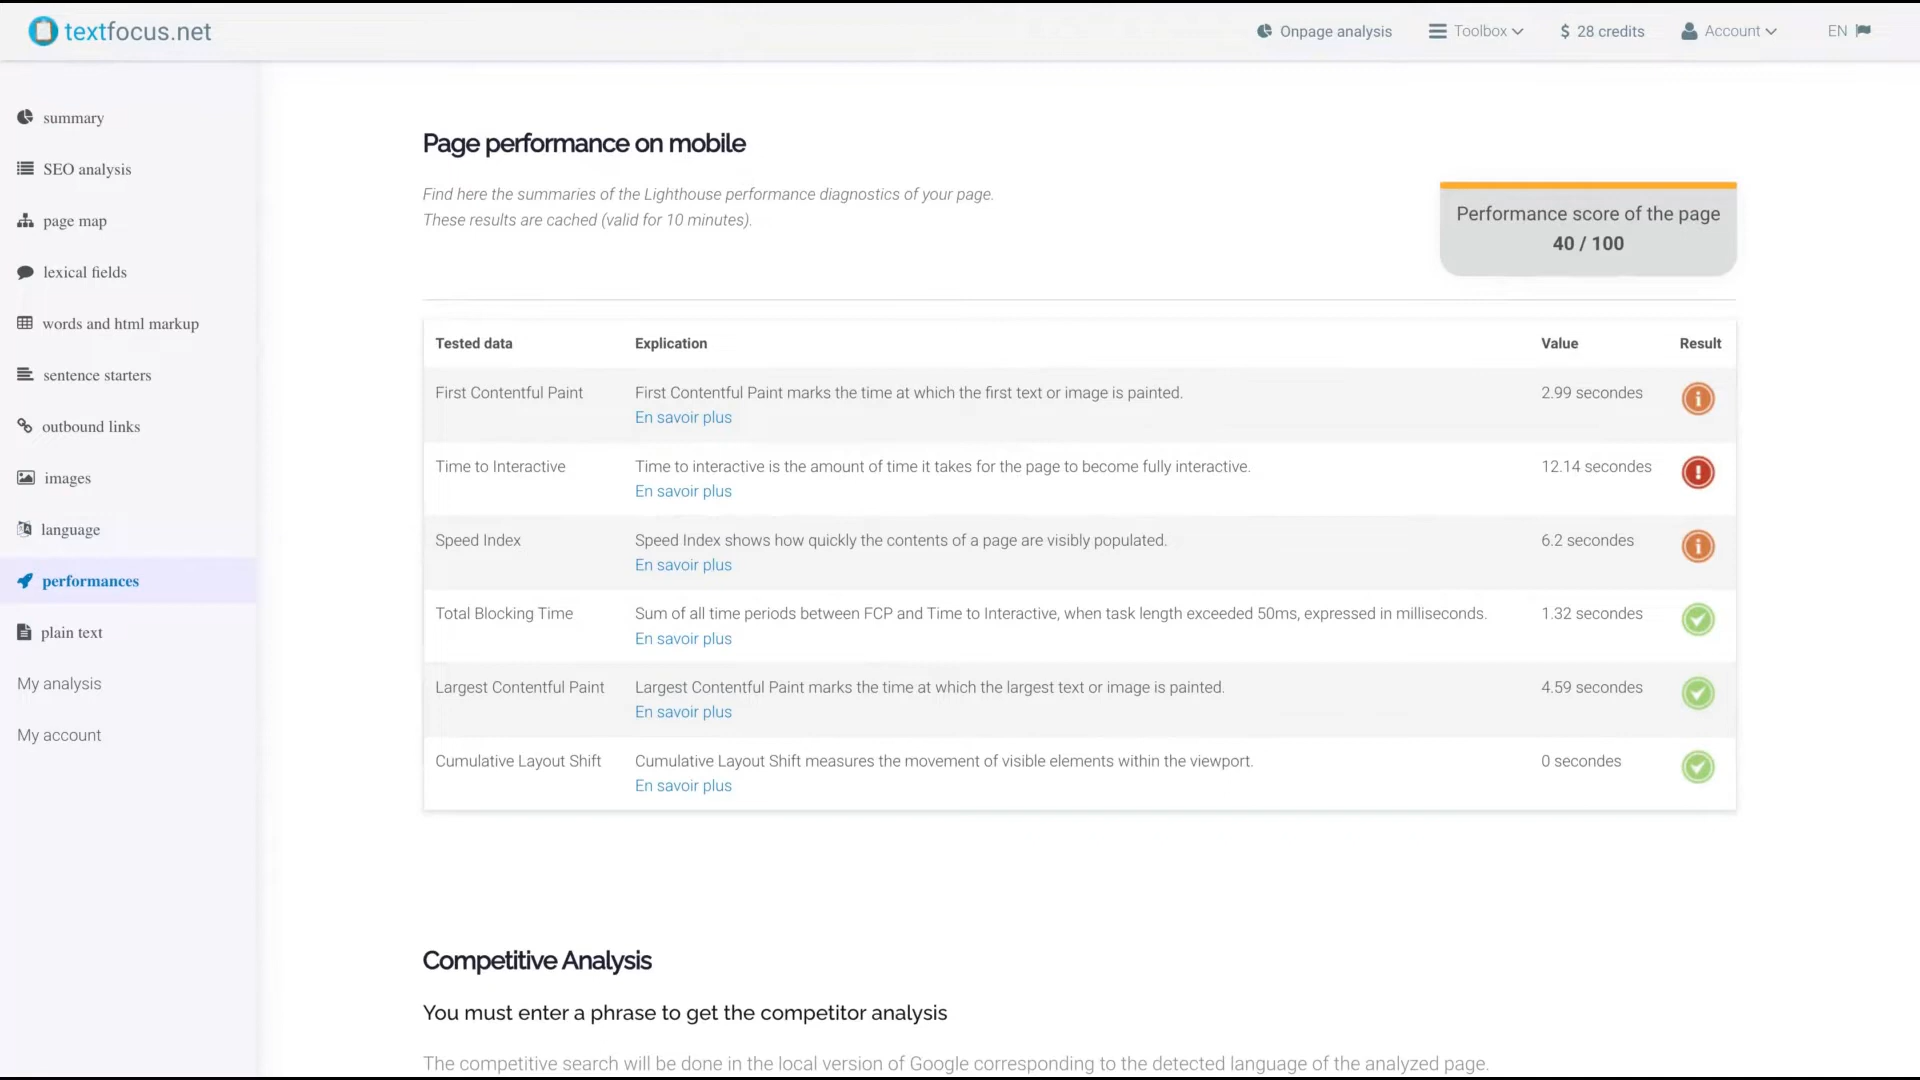 textfocus.net
Onpage analysis
Toolbox
$ 28 credits
Account
EN
summary
SEO analysis
page map
lexical fields
words and html markup
sentence starters
outbound links
images
language
performances
plain text
My analysis
My account
Page performance on mobile
Find here the summaries of the Lighthouse performance diagnostics of your page.
These results are cached (valid for 10 minutes).
Performance score of the page
40 / 100
Tested data Explication Value Result
First Contentful Paint First Contentful Paint marks the time at which the first text or image is painted. 2.99 secondes
En savoir plus
Time to Interactive Time to interactive is the amount of time it takes for the page to become fully interactive. 12.14 secondes
En savoir plus
Speed Index Speed Index shows how quickly the contents of a page are visibly populated. 6.2 secondes
En savoir plus
Total Blocking Time Sum of all time periods between FCP and Time to Interactive, when task length exceeded 50ms, expressed in milliseconds. 1.32 secondes
En savoir plus
Largest Contentful Paint Largest Contentful Paint marks the time at which the largest text or image is painted. 4.59 secondes
En savoir plus
Cumulative Layout Shift Cumulative Layout Shift measures the movement of visible elements within the viewport. 0 secondes
En savoir plus
Competitive Analysis
You must enter a phrase to get the competitor analysis
The competitive search will be done in the local version of Google corresponding to the detected language of the analyzed page.